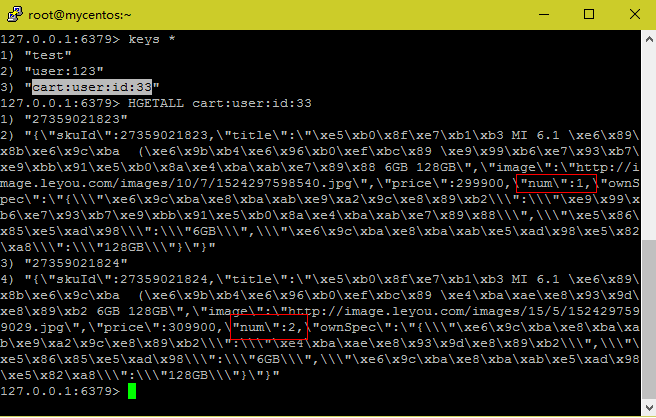 root@mycentos:~
127.0.0.1:6379> keys *
1) "test"
2) "user:123"
3) "cart:user:id:33"
127.0.0.1:6379> HGETALL cart:user:id:33
1) "27359021823"
2) "{\"skuId\":27359021823,\"title\":\"\xe5\xb0\x8f\xe7\xb1\xb3 MI 6.1 \xe6\x89\
x8b\xe6\x9c\xba  (\xe6\x9b\xb4\xe6\x96\xb0\xef\xbc\x89 \xe9\x99\xb6\xe7\x93\xb7\
xe9\xbb\x91\xe5\xb0\x8a\xe4\xba\xab\xe7\x89\x88 6GB 128GB\",\"image\":\"http://i
mage.leyou.com/images/10/7/1524297598540.jpg\",\"price\":299900,\"num\":1,\"ownS
pec\":\"{\\\"\xe6\x9c\xba\xe8\xba\xab\xe9\xa2\x9c\xe8\x89\xb2\\\":\\\"\xe9\x99\x
b6\xe7\x93\xb7\xe9\xbb\x91\xe5\xb0\x8a\xe4\xba\xab\xe7\x89\x88\\\",\\\"\xe5\x86\
x85\xe5\xad\x98\\\":\\\"6GB\\\",\\\"\xe6\x9c\xba\xe8\xba\xab\xe5\xad\x98\xe5\x82
\xa8\\\":\\\"128GB\\\"}\"}"
3) "27359021824"
4) "{\"skuId\":27359021824,\"title\":\"\xe5\xb0\x8f\xe7\xb1\xb3 MI 6.1 \xe6\x89\
x8b\xe6\x9c\xba  (\xe6\x9b\xb4\xe6\x96\xb0\xef\xbc\x89 \xe4\xba\xae\xe8\x93\x9d\
xe8\x89\xb2 6GB 128GB\",\"image\":\"http://image.leyou.com/images/15/5/152429759
9029.jpg\",\"price\":309900,\"num\":2,\"ownSpec\":\"{\\\"\xe6\x9c\xba\xe8\xba\xa
b\xe9\xa2\x9c\xe8\x89\xb2\\\":\\\"\xe4\xba\xae\xe8\x93\x9d\xe8\x89\xb2\\\",\\\"\
xe5\x86\x85\xe5\xad\x98\\\":\\\"6GB\\\",\\\"\xe6\x9c\xba\xe8\xba\xab\xe5\xad\x98
\xe5\x82\xa8\\\":\\\"128GB\\\"}\"}"
127.0.0.1:6379>